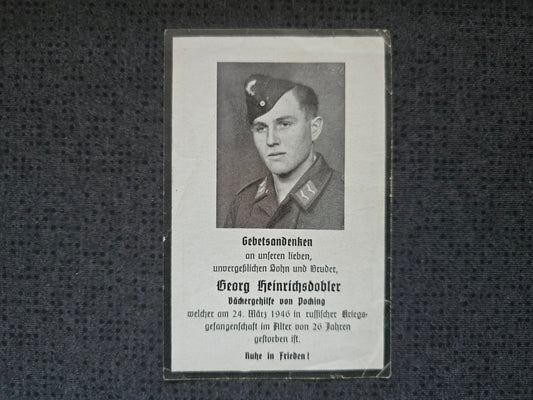 Gebetsandenken
an unseren lieben,
unvergeßlichen Sohn und Bruder,
Georg Heinrichsdobler
Bäckergehilfe von Pocking
welcher am 24. März 1946 in russischer Kriegs-
gefangenschaft im Alter von 26 Jahren
gestorben ist.
Ruhe in Frieden!